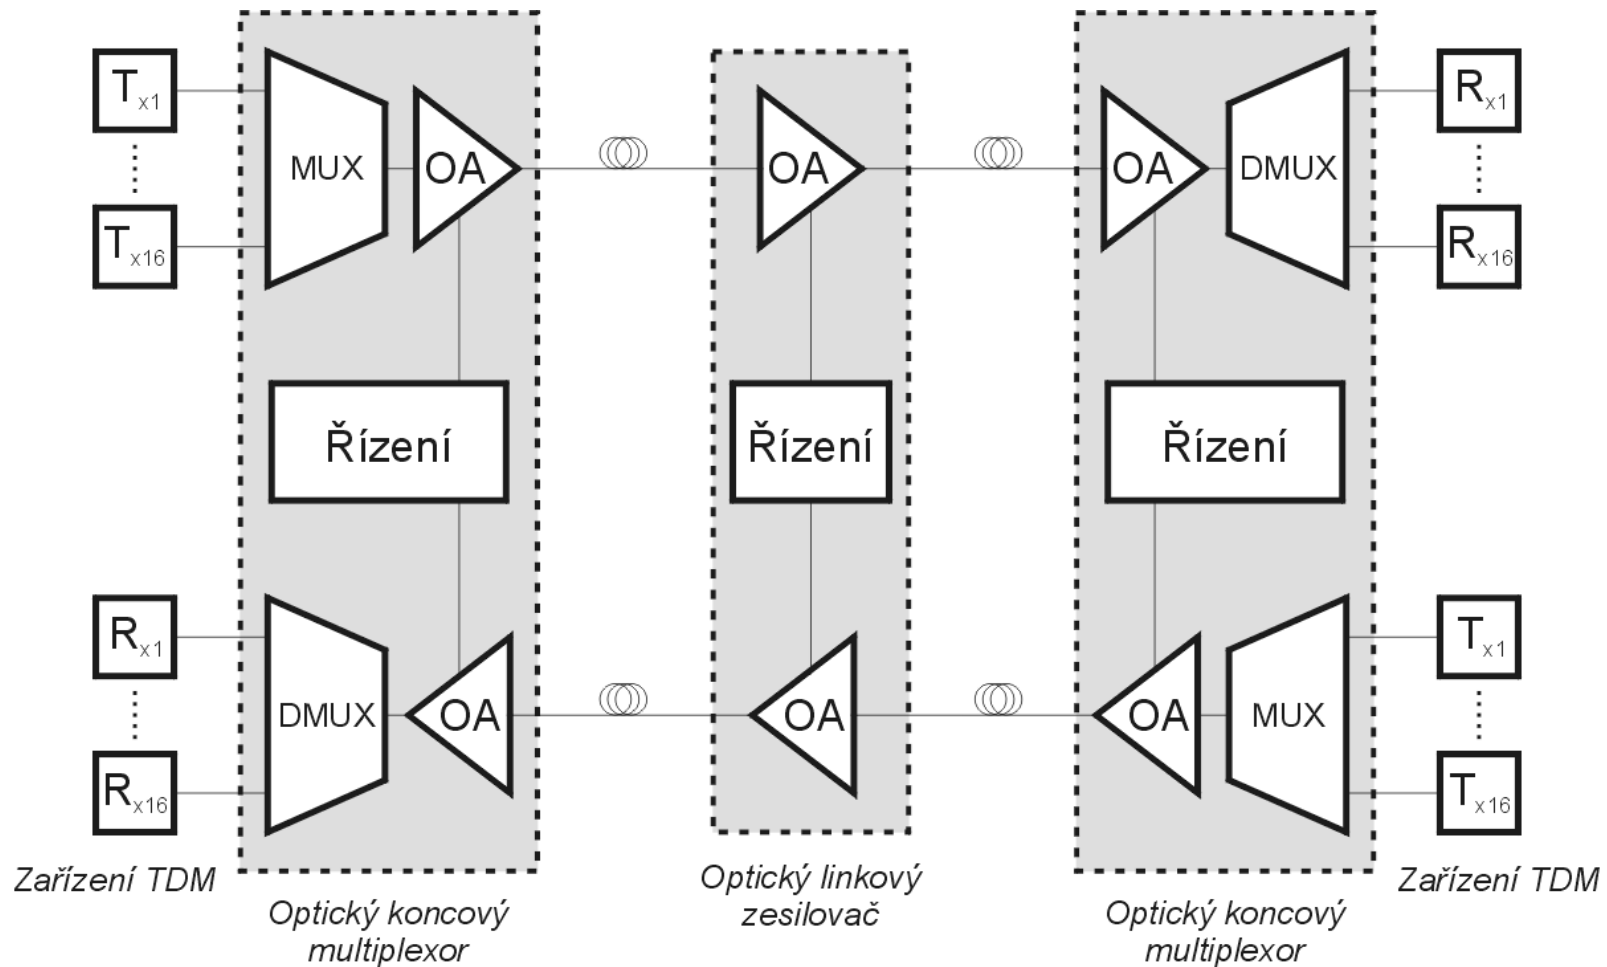 Tx1
MUX
OA
OA
OA
DMUX
Rx1
Tx16
Rx16
Řízení
Řízení
Řízení
Rx1
DMUX
OA
OA
OA
MUX
Tx1
Rx16
Tx16
Zařízení TDM
Optický koncový
multiplexor
Optický linkový
zesilovač
Optický koncový
multiplexor
Zařízení TDM